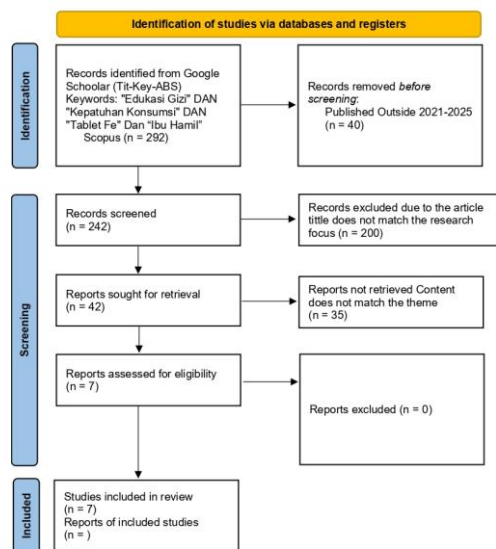 Identification of studies via databases and registers
Identification
Records identified from Google
Schoolar (Tit-Key-ABS)
Keywords: "Edukasi Gizi" DAN
"Kepatuhan Konsumsi" DAN
"Tablet Fe" Dan “Ibu Hamil”
Scopus (n = 292)
Records removed before
screening:
Published Outside 2021-2025
(n = 40)
Screening
Records screened
(n = 242)
Records excluded due to the article
tittle does not match the research
focus (n = 200)
Reports sought for retrieval
(n = 42)
Reports not retrieved Content
does not match the theme
(n = 35)
Reports assessed for eligibility
(n = 7)
Reports excluded (n = 0)
Included
Studies included in review
(n = 7)
Reports of included studies
(n = )